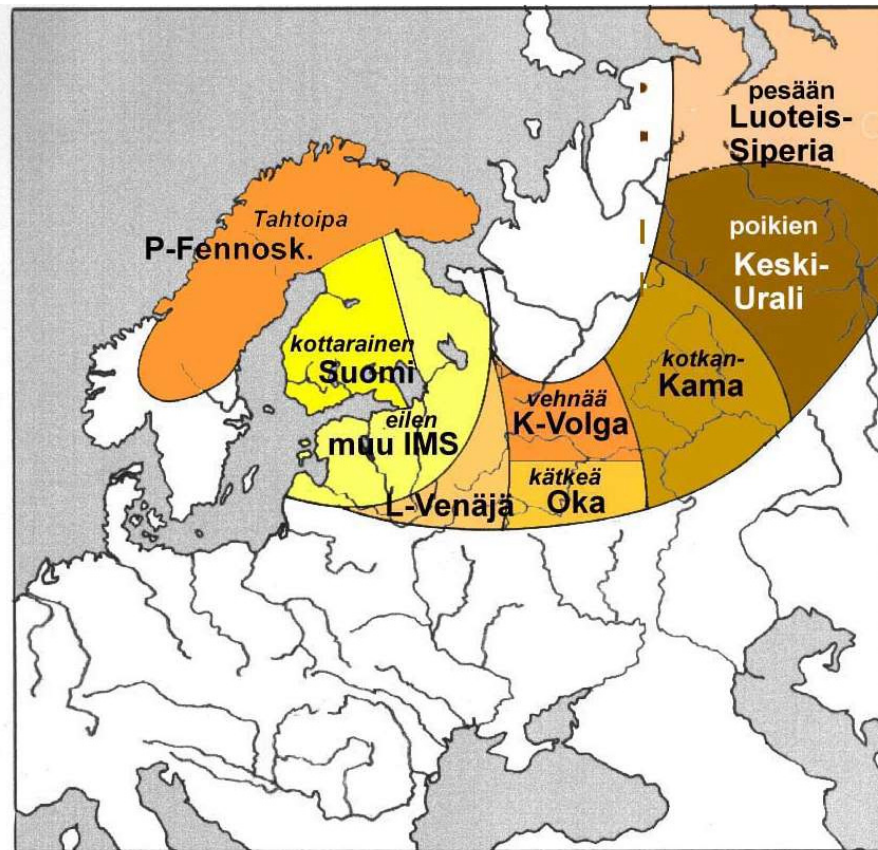 pesään
Luoteis-
Siperia
Tahtoipa
P-Fennosk.
poikien
Keski-
Urali
kottarainen
Suomi
kotkan-
Kama
eilen
muu IMS
vehnää
K-Volga
L-Venäjä
kätkeä
Oka